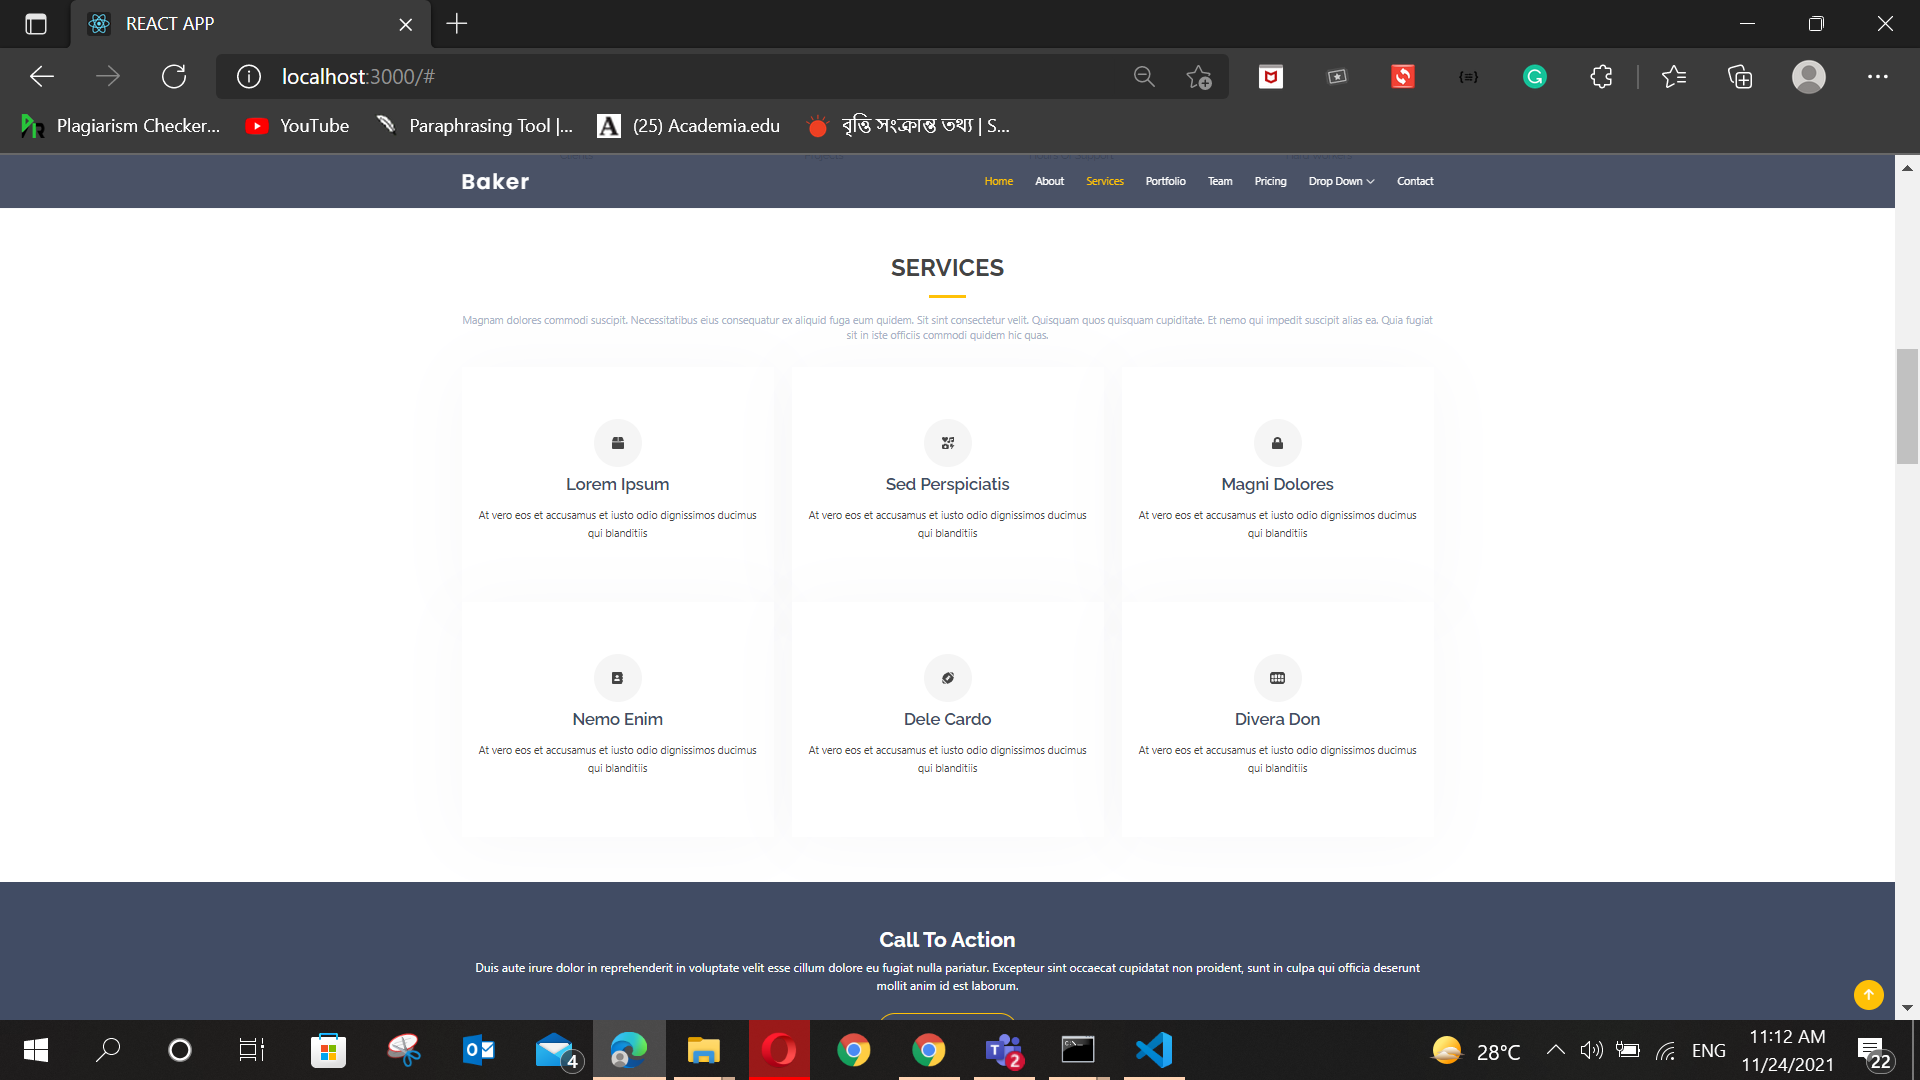 REACT APP
localhost:3000/#
Plagiarism Checker...
YouTube
Paraphrasing Tool |...
A
(25) Academia.edu
বৃত্তি সংক্রান্ত তথ্য | S...
Baker
Home
About
Services
Portfolio
Team
Pricing
Drop Down
Contact
SERVICES
Magnam dolores commodi suscipit. Necessitatibus eius consequatur ex aliquid fuga eum quidem. Sit sint consectetur velit. Quisquam quos quisquam cupiditate. Et nemo qui impedit suscipit alias ea. Quia fugiat
sit in iste officiis commodi quidem hic quas.
Lorem Ipsum
At vero eos et accusamus et iusto odio dignissimos ducimus
qui blanditiis
Sed Perspiciatis
At vero eos et accusamus et iusto odio dignissimos ducimus
qui blanditiis
Magni Dolores
At vero eos et accusamus et iusto odio dignissimos ducimus
qui blanditiis
Nemo Enim
At vero eos et accusamus et iusto odio dignissimos ducimus
qui blanditiis
Dele Cardo
At vero eos et accusamus et iusto odio dignissimos ducimus
qui blanditiis
Divera Don
At vero eos et accusamus et iusto odio dignissimos ducimus
qui blanditiis
Call To Action
Duis aute irure dolor in reprehenderit in voluptate velit esse cillum dolore eu fugiat nulla pariatur. Excepteur sint occaecat cupidatat non proident, sunt in culpa qui officia deserunt
mollit anim id est laborum.
4
2
28°C
ENG
11:12 AM
11/24/2021
22